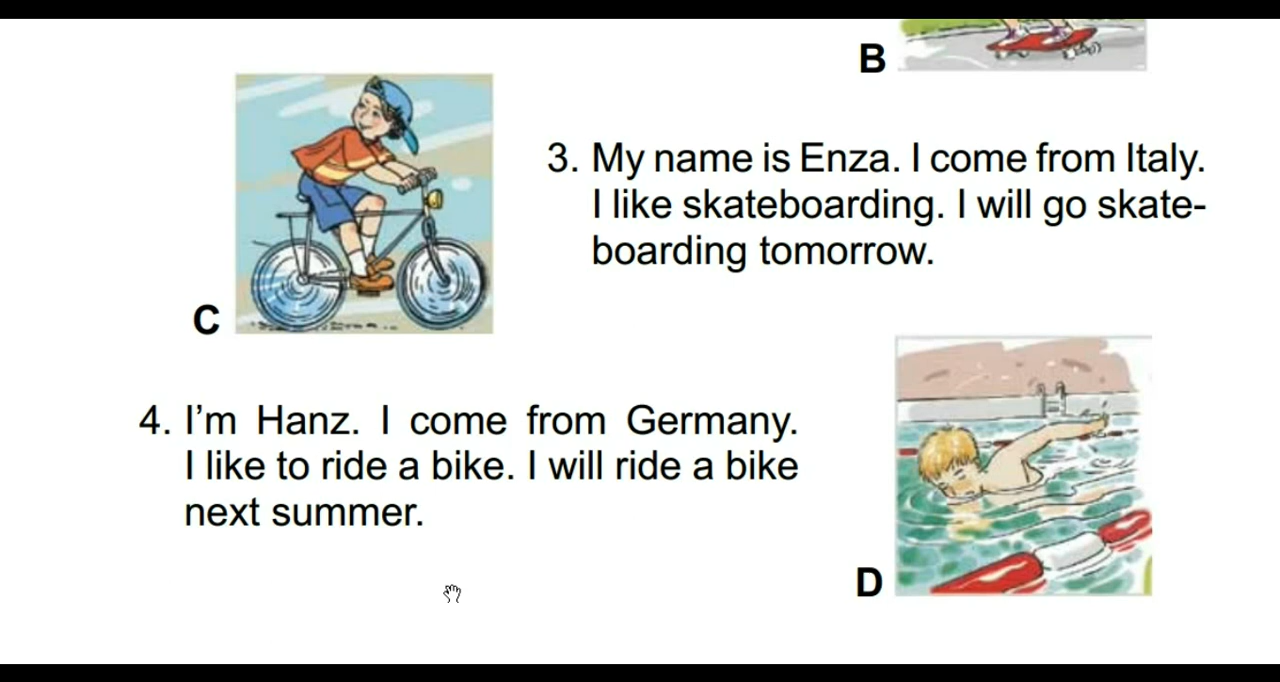 B
3. My name is Enza. I come from Italy.
I like skateboarding. I will go skate-
boarding tomorrow.
C
4. I’m Hanz. I come from Germany.
I like to ride a bike. I will ride a bike
next summer.
D